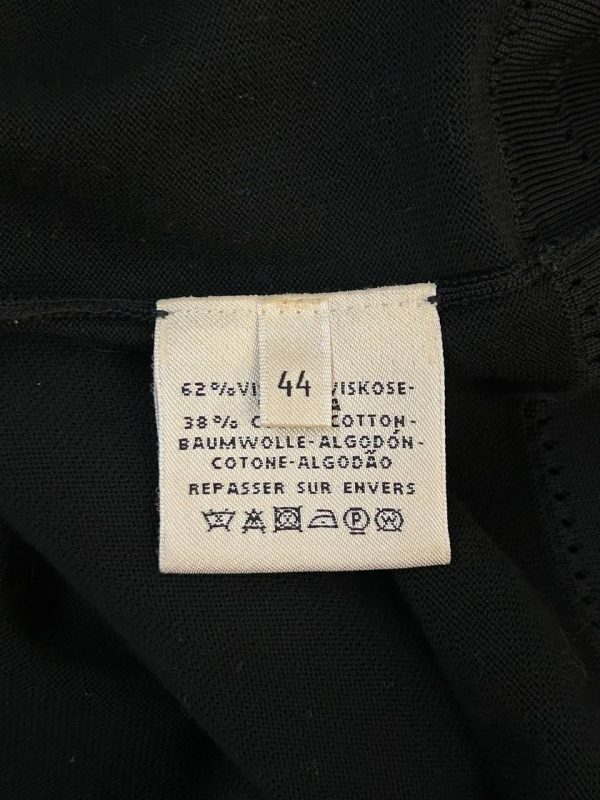 44
62%VI VISKOSE-
A
38% C COTTON-
BAUMWOLLE-ALGODÓN-
COTONE-ALGODÃO
REPASSER SUR ENVERS
P W